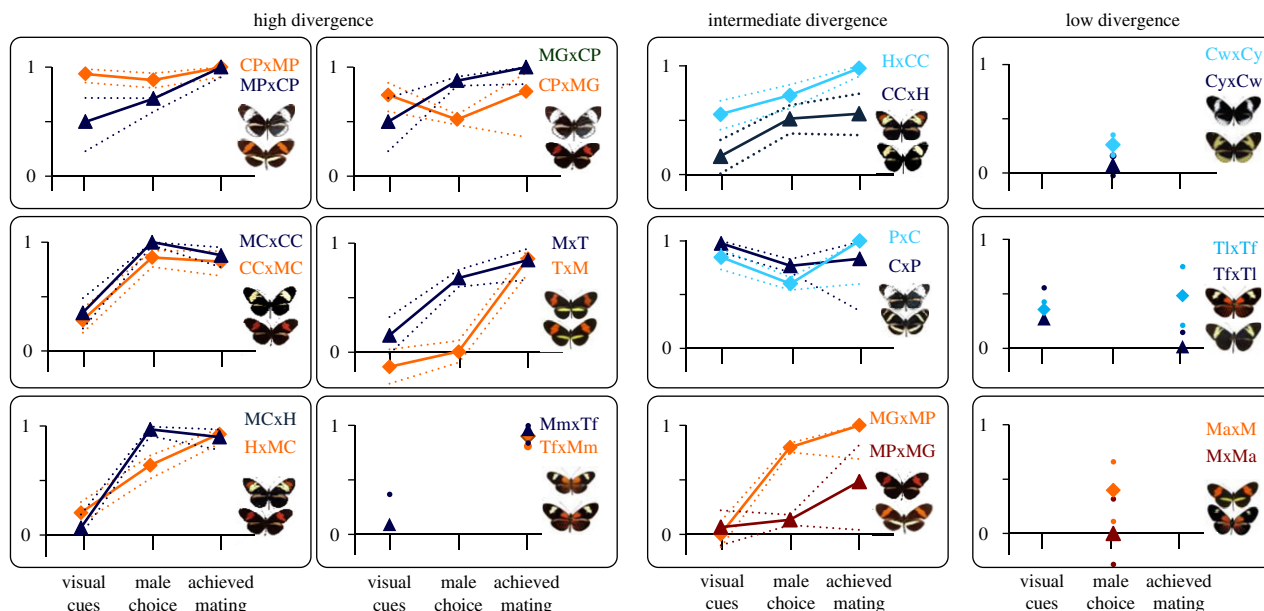 high divergence
intermediate divergence
low divergence
1
0
CPxMP
MPxCP
MGxCP
CPxMG
1
0
HxCC
CCxH
1
0
CwxCy
CyxCw
1
0
MCxCC
CCxMC
1
0
MxT
TxM
1
0
PxC
CxP
1
0
TlxTf
TfxTl
1
0
MCxH
HxMC
1
0
MmxTf
TfxMm
1
0
MGxMP
MPxMG
1
0
MaxM
MxMa
1
0
visual
cues
male
choice
achieved
mating
visual
cues
male
choice
achieved
mating
visual
cues
male
choice
achieved
mating
visual
cues
male
choice
achieved
mating